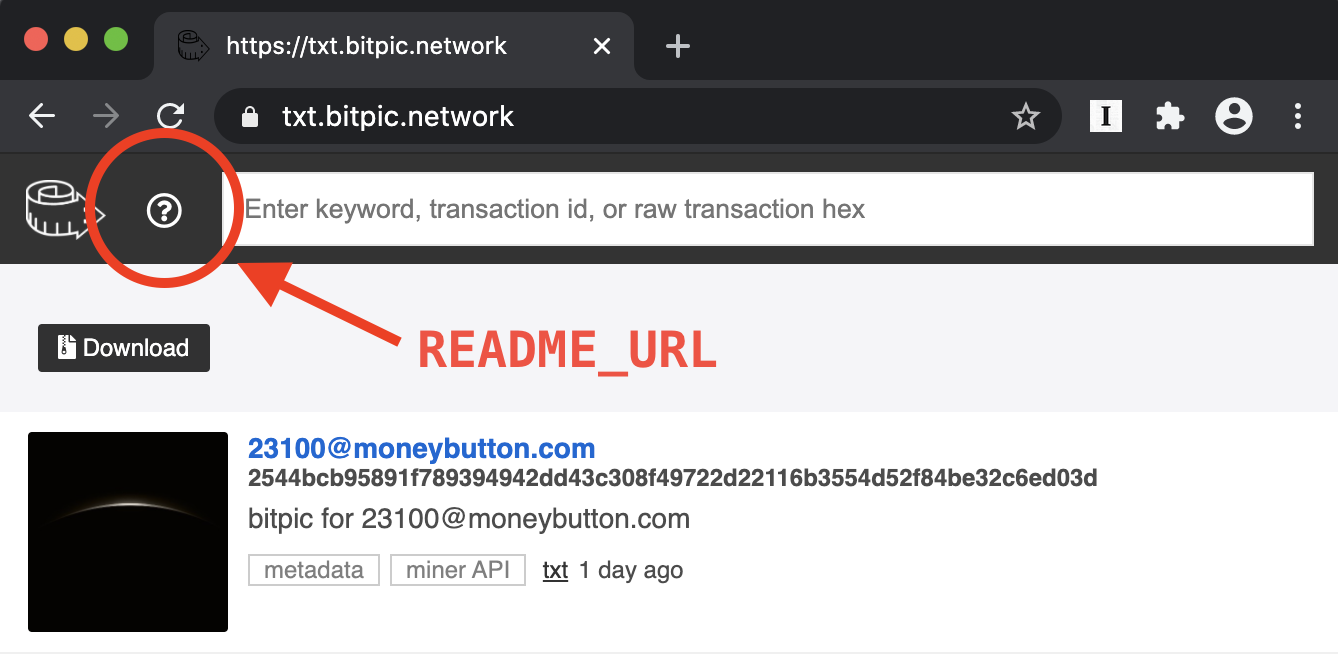 https://txt.bitpic.network
txt.bitpic.network
I
Enter keyword, transaction id, or raw transaction hex
Download
README_URL
23100@moneybutton.com
2544bcb95891f789394942dd43c308f49722d22116b3554d52f84be32c6ed03d
bitpic for 23100@moneybutton.com
metadata miner API txt 1 day ago